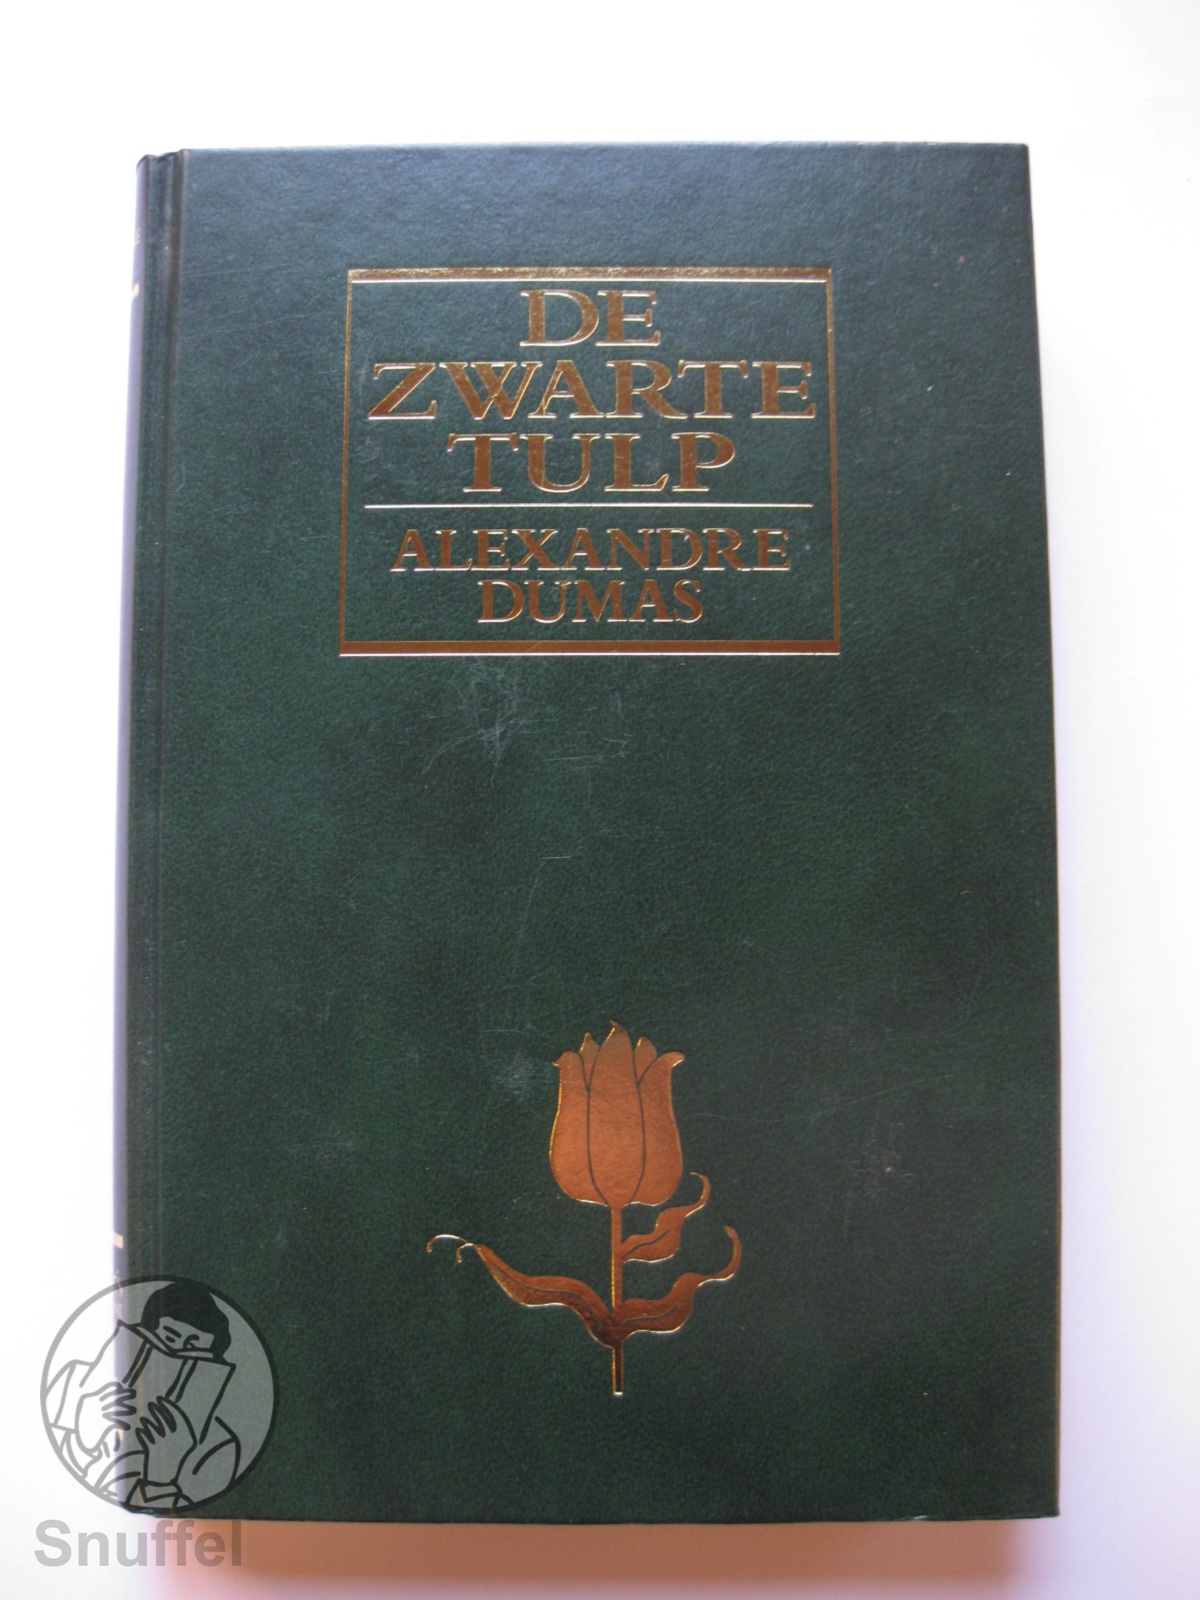 DE
ZWARTE
TULP
ALEXANDRE
DUMAS
Snuffel